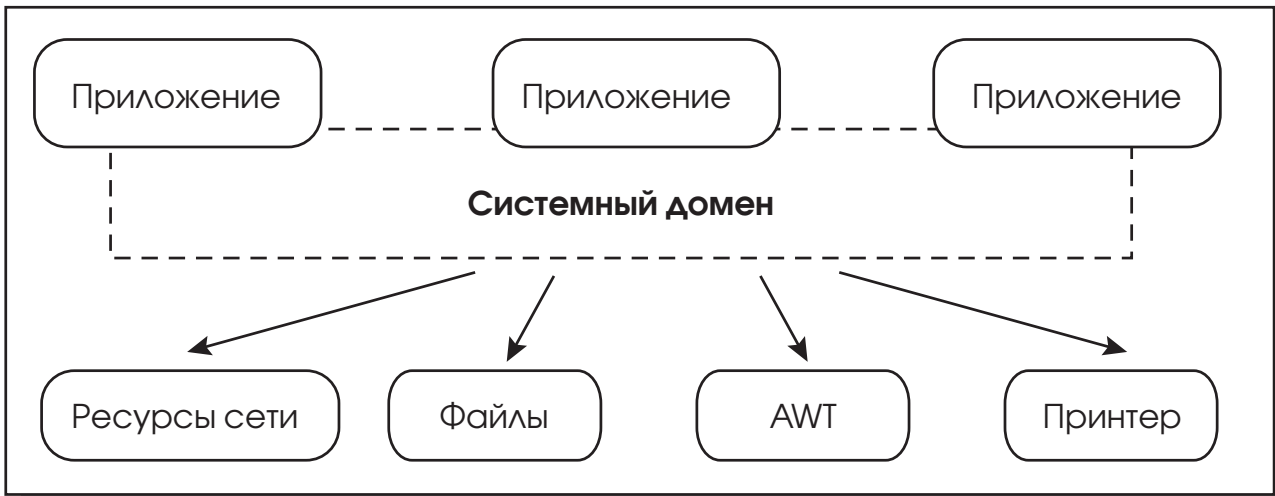 Приложение
Приложение
Приложение
Системный домен
Ресурсы сети
Файлы
AWT
Принтер